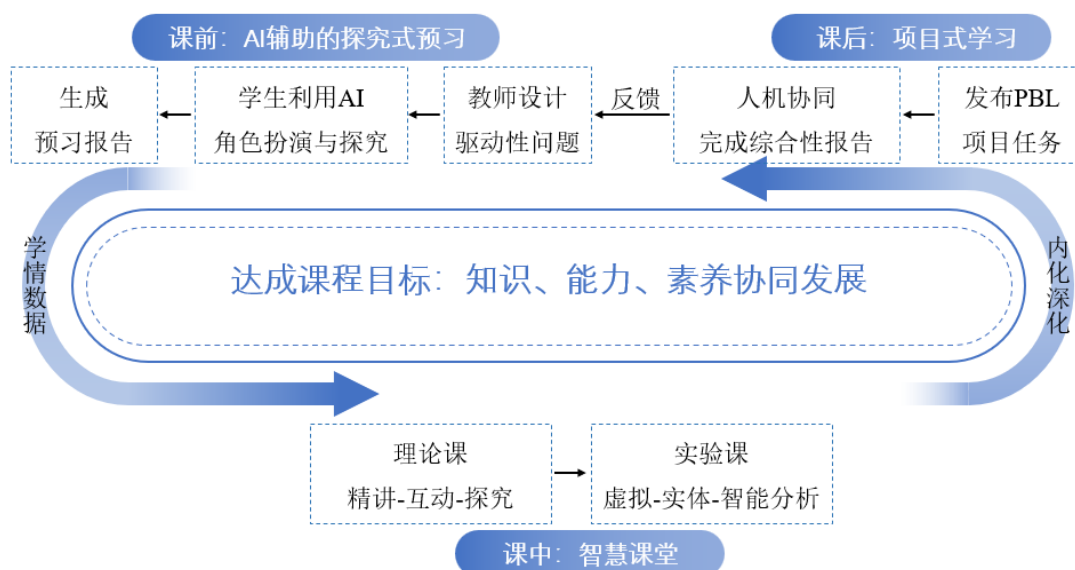 课前：AI辅助的探究式预习
课后：项目式学习
生成
预习报告
学生利用AI
角色扮演与探究
教师设计
驱动性问题
反馈
人机协同
完成综合性报告
发布PBL
项目任务
学情数据
达成课程目标：知识、能力、素养协同发展
内化深化
理论课
精讲-互动-探究
实验课
虚拟-实体-智能分析
课中：智慧课堂